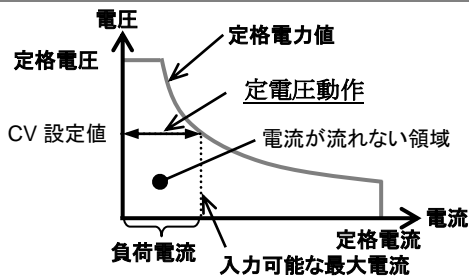 電圧
定格電力値
定格電圧
定電圧動作
CV 設定値
電流が流れない領域
電流
定格電流
負荷電流
入力可能な最大電流